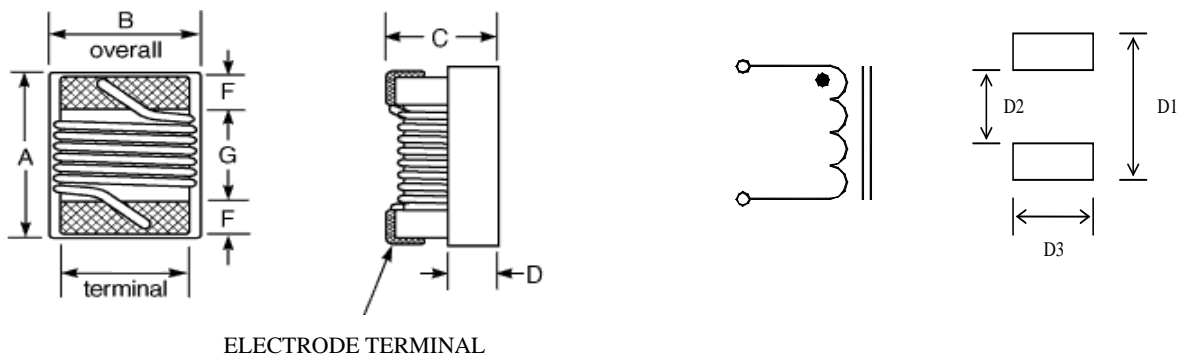 B
overall
A
F
G
F
terminal
C
D
ELECTRODE TERMINAL
D2
D1
D3